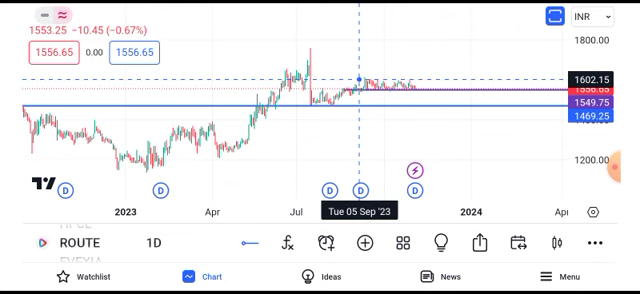 1553.25 −10.45 (−0.67%)
INR
1800.00
1556.65 0.00 1556.65
1602.15
1556.65
1549.75
1469.25
1200.00
D D D D D
2023 Apr Jul Tue 05 Sep '23 2024
ROUTE 1D
Watchlist Chart Ideas News Menu